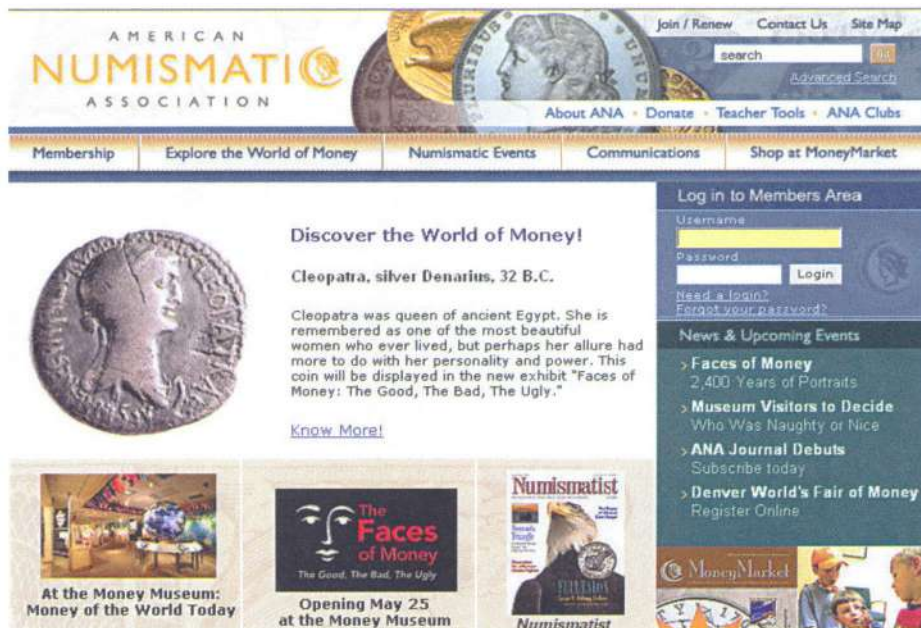 AMERICAN
NUMISMATIC
ASSOCIATION
Join / Renew Contact Us Site Map
search GO
Advanced Search
About ANA • Donate • Teacher Tools • ANA Clubs
Membership Explore the World of Money Numismatic Events Communications Shop at MoneyMarket
Discover the World of Money!
Cleopatra, silver Denarius, 32 B.C.
Cleopatra was queen of ancient Egypt. She is
remembered as one of the most beautiful
women who ever lived, but perhaps her allure had
more to do with her personality and power. This
coin will be displayed in the new exhibit "Faces of
Money: The Good, The Bad, The Ugly."
Know More!
Log in to Members Area
Username
Password
Login
Need a login?
Forgot your password?
News & Upcoming Events
› Faces of Money
2,400 Years of Portraits
› Museum Visitors to Decide
Who Was Naughty or Nice
› ANA Journal Debuts
Subscribe today
› Denver World's Fair of Money
Register Online
At the Money Museum:
Money of the World Today
The
Faces
of Money
The Good, The Bad, The Ugly
Opening May 25
at the Money Museum
Numismatist
Numismatist
MoneyMarket